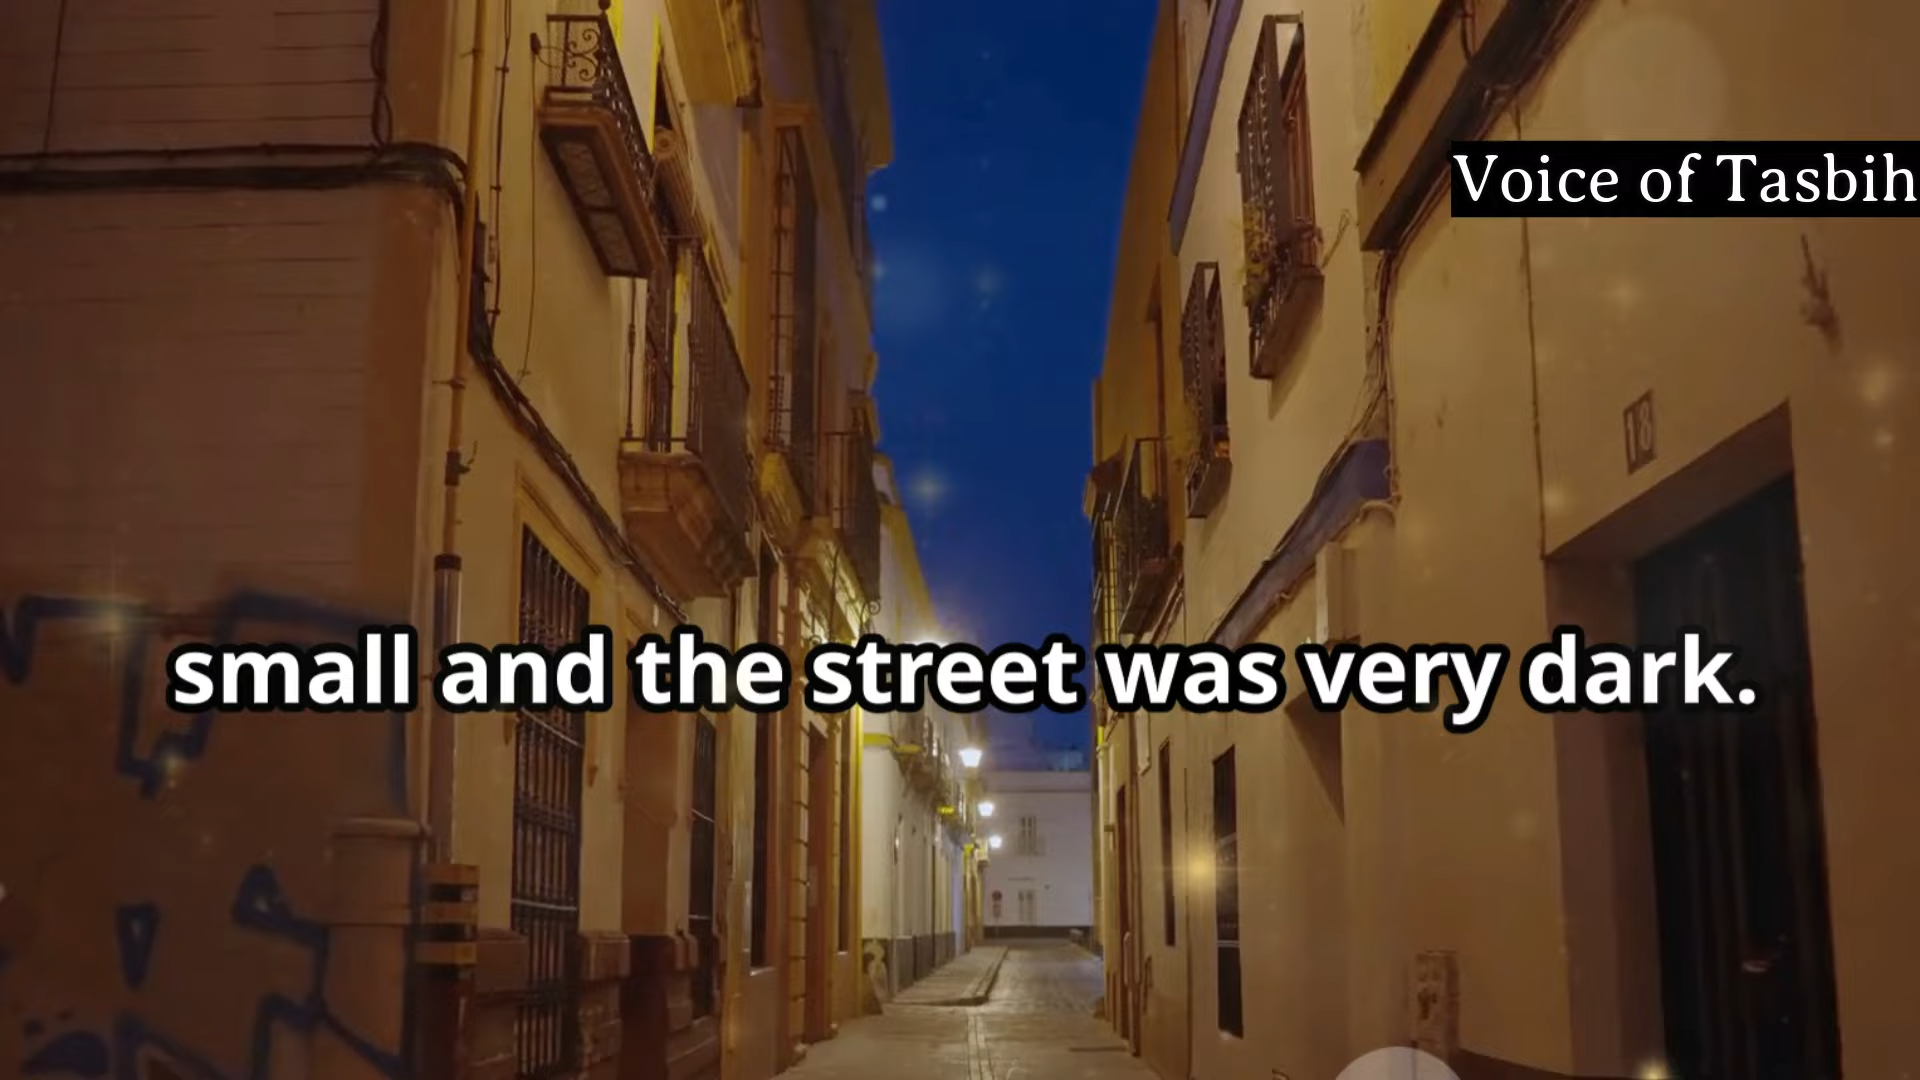 Voice of Tasbih
18
small and the street was very dark.